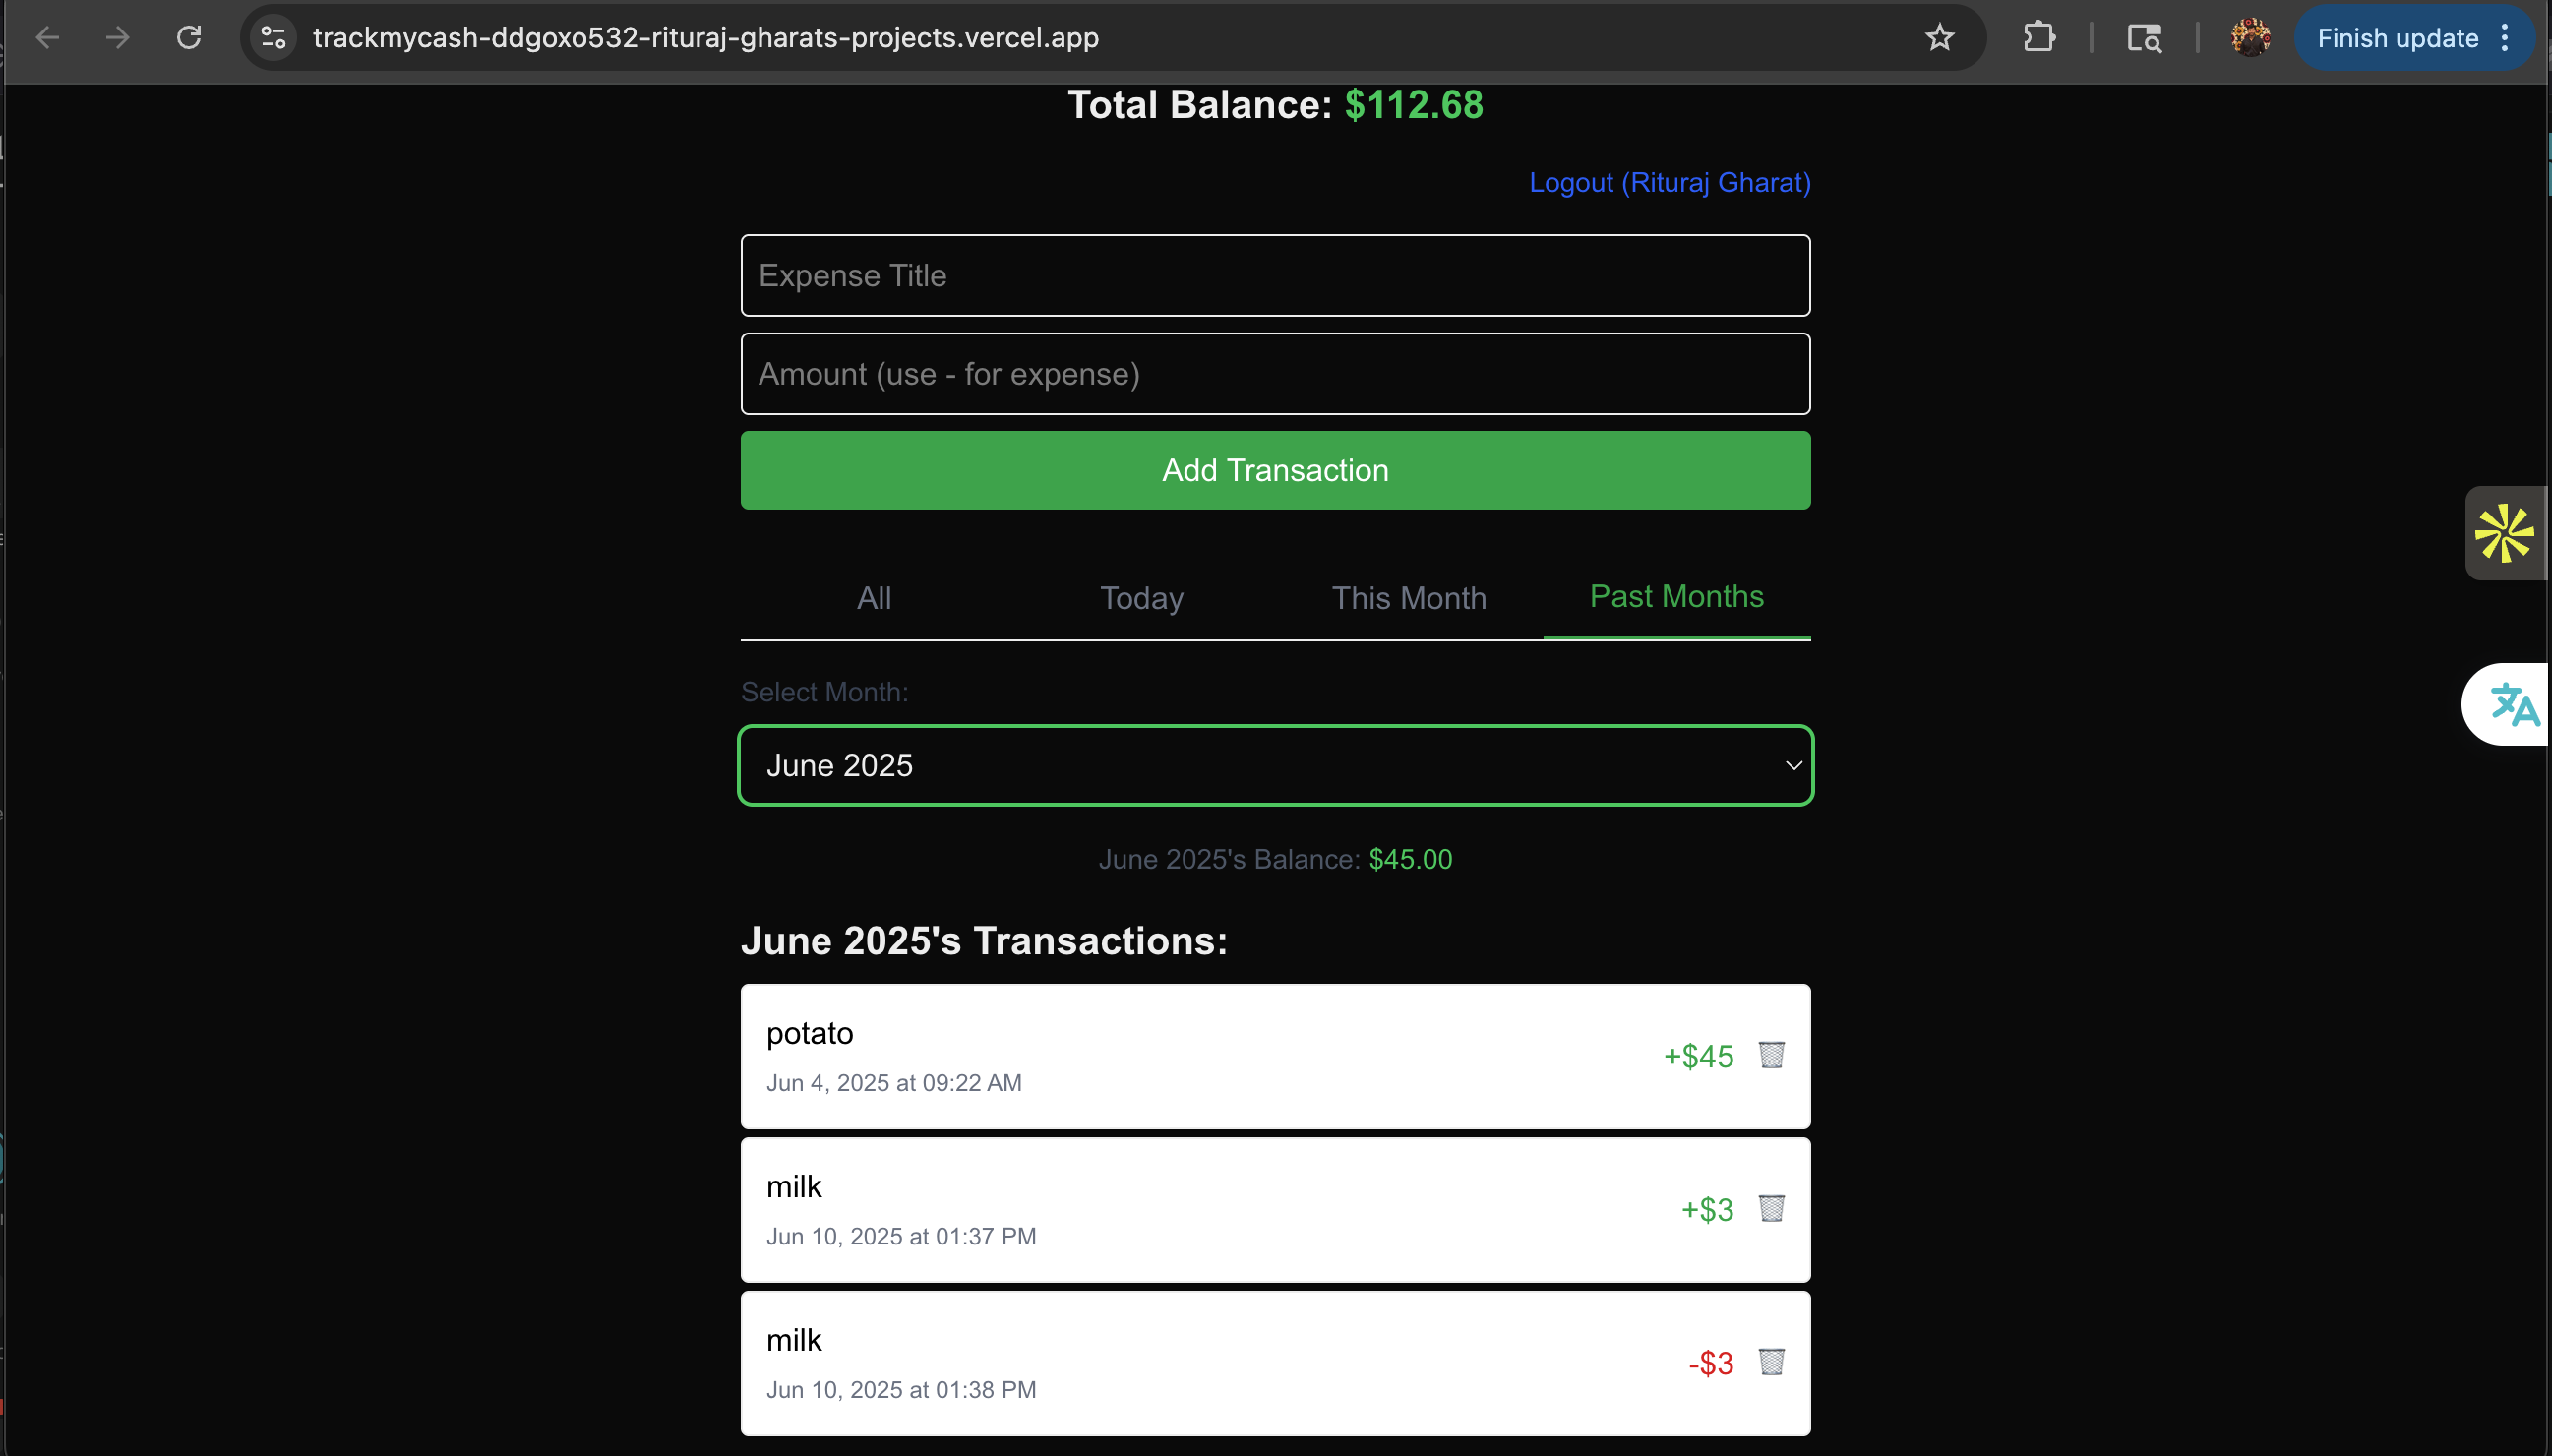 trackmycash-ddgoxo532-rituraj-gharats-projects.vercel.app
Finish update
Total Balance: $112.68
Logout (Rituraj Gharat)
Expense Title
Amount (use - for expense)
Add Transaction
All Today This Month Past Months
Select Month:
June 2025
June 2025's Balance: $45.00
June 2025's Transactions:
potato
+$45
Jun 4, 2025 at 09:22 AM
milk
+$3
Jun 10, 2025 at 01:37 PM
milk
-$3
Jun 10, 2025 at 01:38 PM